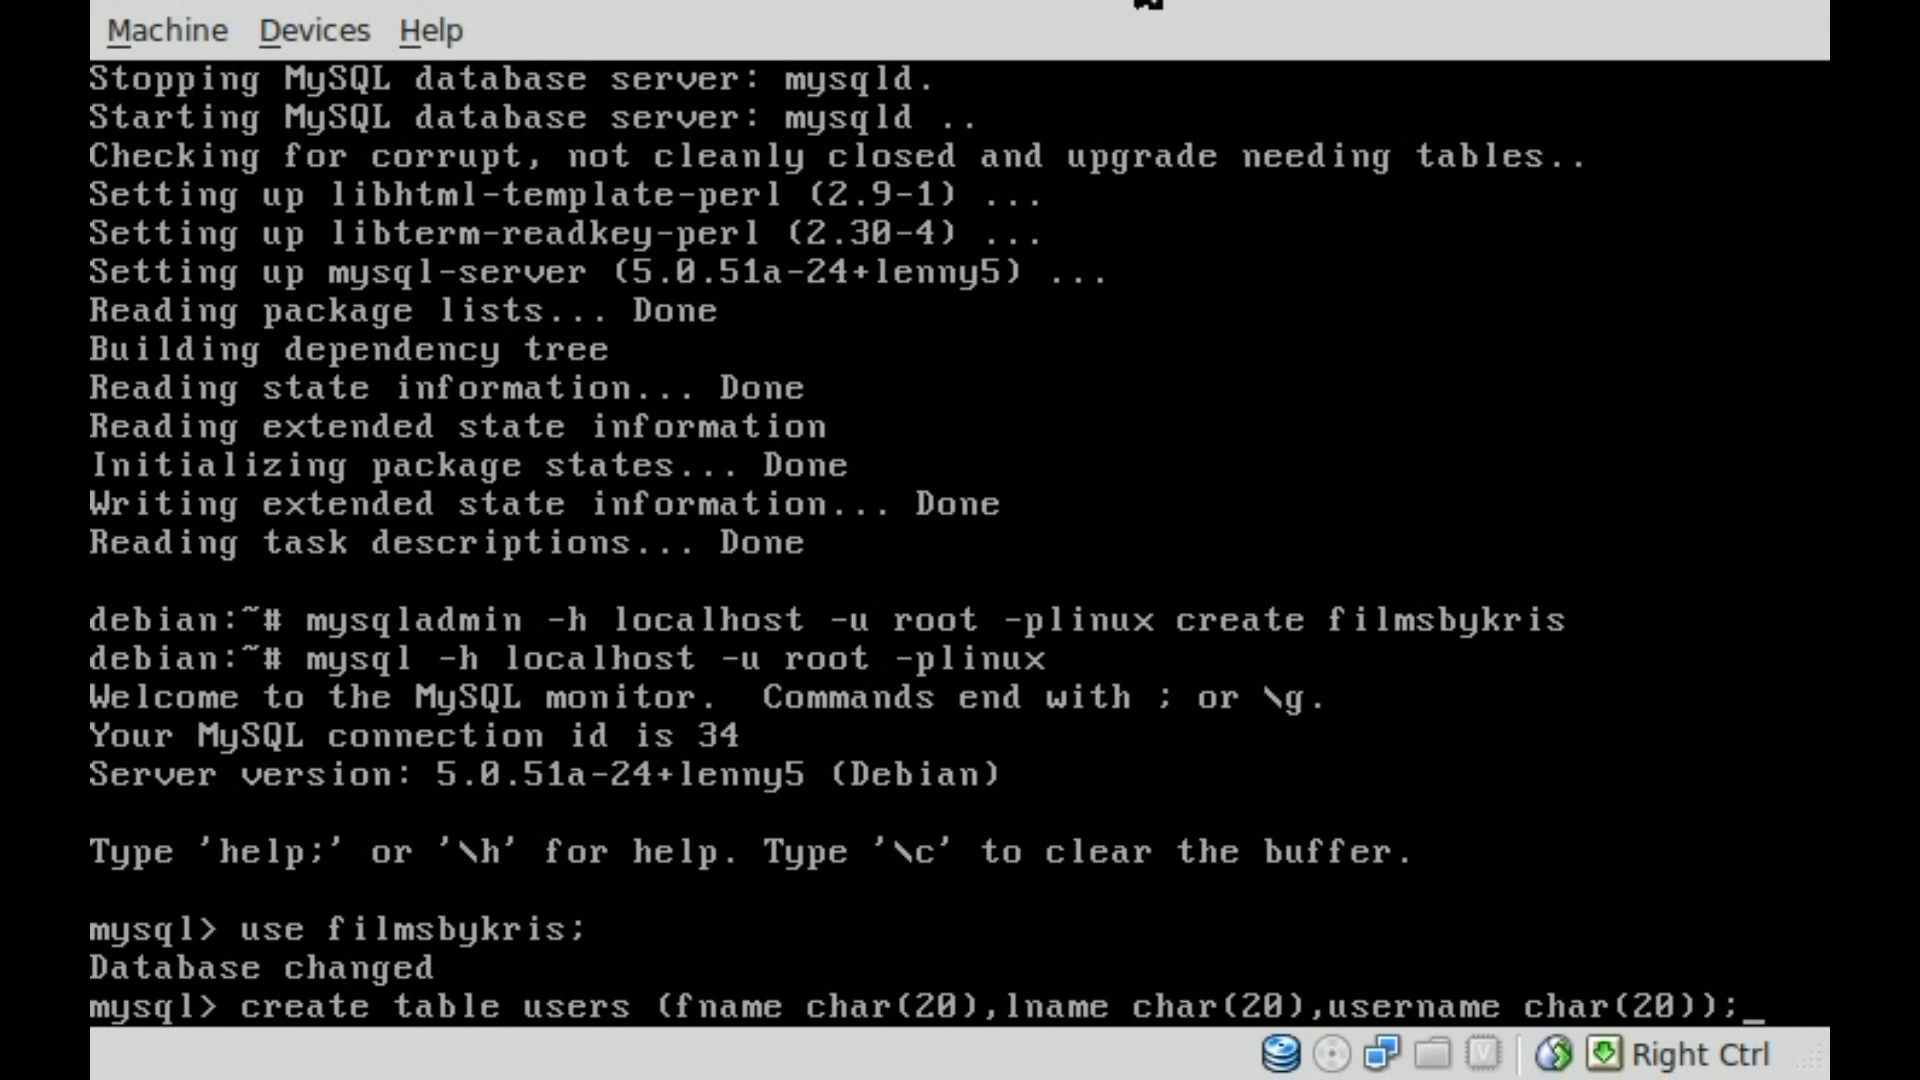 Machine Devices Help
Stopping MySQL database server: mysqld.
Starting MySQL database server: mysqld ..
Checking for corrupt, not cleanly closed and upgrade needing tables..
Setting up libhtml-template-perl (2.9-1) ...
Setting up libterm-readkey-perl (2.30-4) ...
Setting up mysql-server (5.0.51a-24+lenny5) ...
Reading package lists... Done
Building dependency tree
Reading state information... Done
Reading extended state information
Initializing package states... Done
Writing extended state information... Done
Reading task descriptions... Done
debian:~# mysqladmin -h localhost -u root -plinux create filmsbykris
debian:~# mysql -h localhost -u root -plinux
Welcome to the MySQL monitor.  Commands end with ; or \g.
Your MySQL connection id is 34
Server version: 5.0.51a-24+lenny5 (Debian)
Type 'help;' or '\h' for help. Type '\c' to clear the buffer.
mysql> use filmsbykris;
Database changed
mysql> create table users (fname char(20),lname char(20),username char(20));_
Right Ctrl